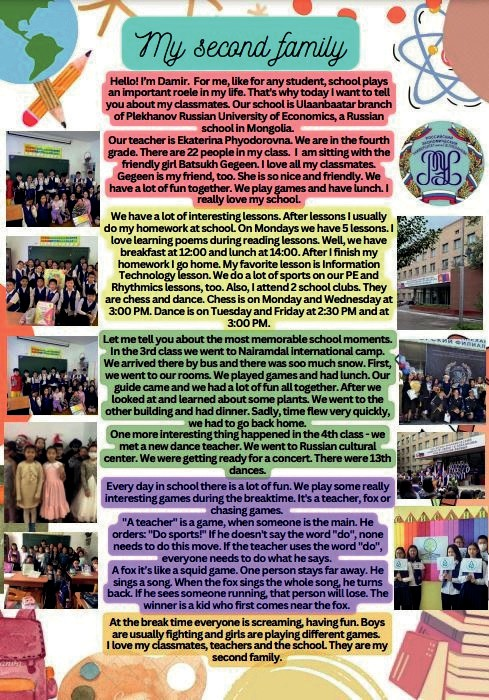 My second family
Hello! I'm Damir. For me, like for any student, school plays
an important roele in my life. That's why today I want to tell
you about my classmates. Our school is Ulaanbaatar branch
of Plekhanov Russian University of Economics, a Russian
school in Mongolia.
Our teacher is Ekaterina Phyodorovna. We are in the fourth
grade. There are 22 people in my class. I am sitting with the
friendly girl Batsukh Gegeen. I love all my classmates.
Gegeen is my friend, too. She is so nice and friendly. We
have a lot of fun together. We play games and have lunch. I
really love my school.
We have a lot of interesting lessons. After lessons I usually
do my homework at school. On Mondays we have 5 lessons. I
love learning poems during reading lessons. Well, we have
breakfast at 12:00 and lunch at 14:00. After I finish my
homework I go home. My favorite lesson is Information
Technology lesson. We do a lot of sports on our PE and
Rhythmics lessons, too. Also, I attend 2 school clubs. They
are chess and dance. Chess is on Monday and Wednesday at
3:00 PM. Dance is on Tuesday and Friday at 2:30 PM and at
3:00 PM.
Let me tell you about the most memorable school moments.
In the 3rd class we went to Nairamdal international camp.
We arrived there by bus and there was soo much snow. First,
we went to our rooms. We played games and had lunch. Our
guide came and we had a lot of fun all together. After we
looked at and learned about some plants. We went to the
other building and had dinner. Sadly, time flew very quickly,
we had to go back home.
One more interesting thing happened in the 4th class - we
met a new dance teacher. We went to Russian cultural
center. We were getting ready for a concert. There were 13th
dances.
Every day in school there is a lot of fun. We play some really
interesting games during the breaktime. It's a teacher, fox or
chasing games.
"A teacher" is a game, when someone is the main. He
orders: "Do sports!" If he doesn't say the word "do", none
needs to do this move. If the teacher uses the word "do",
everyone needs to do what he says.
A fox it's like a squid game. One person stays far away. He
sings a song. When the fox sings the whole song, he turns
back. If he sees someone running, that person will lose. The
winner is a kid who first comes near the fox.
At the break time everyone is screaming, having fun. Boys
are usually fighting and girls are playing different games.
I love my classmates, teachers and the school. They are my
second family.